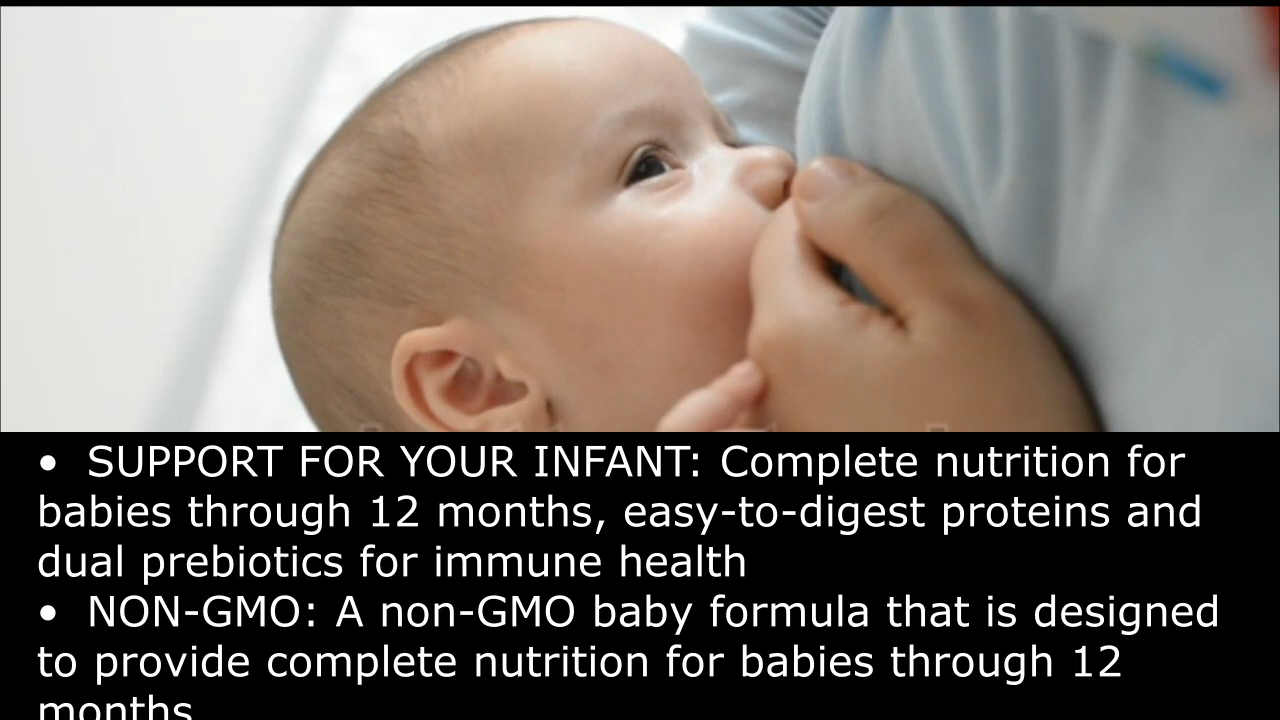 • SUPPORT FOR YOUR INFANT: Complete nutrition for
babies through 12 months, easy-to-digest proteins and
dual prebiotics for immune health
• NON-GMO: A non-GMO baby formula that is designed
to provide complete nutrition for babies through 12
months